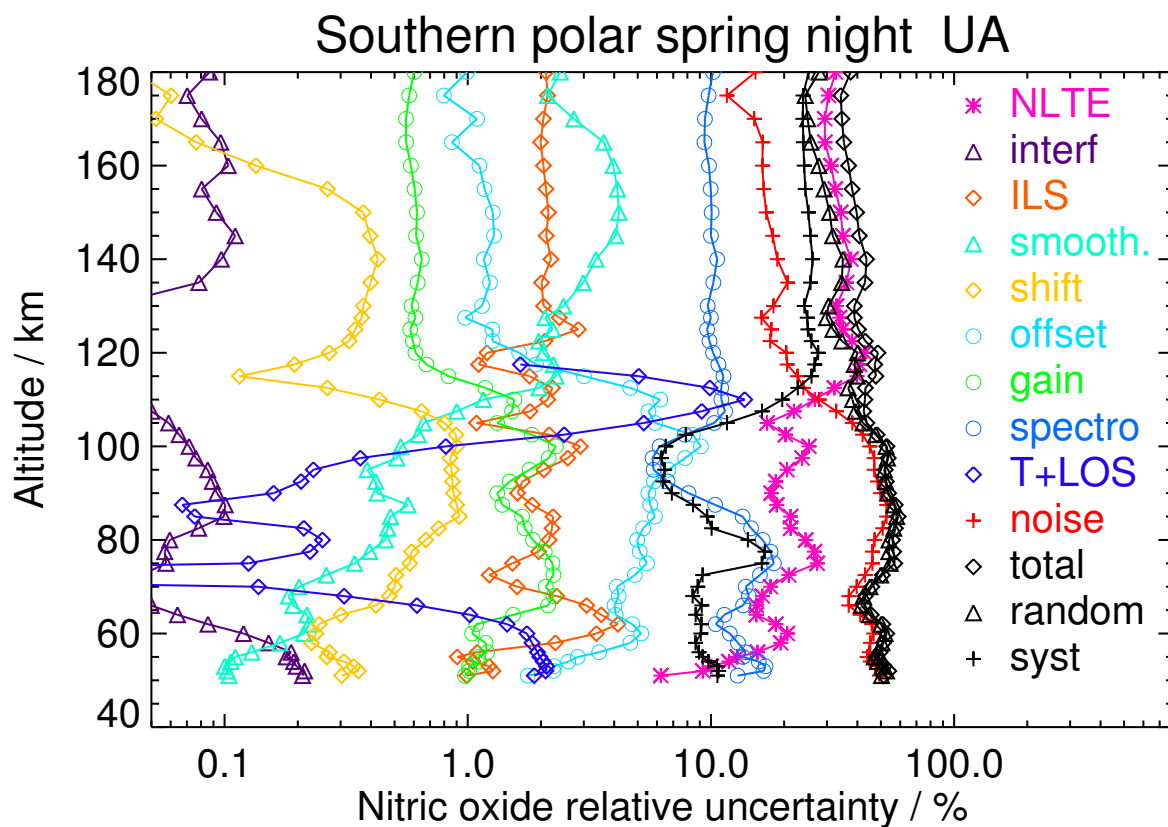 Southern polar spring night UA
Altitude / km
180
160
140
120
100
80
60
40
NLTE
interf
ILS
smooth.
shift
offset
gain
spectro
T+LOS
noise
total
random
syst
0.1
1.0
10.0
100.0
Nitric oxide relative uncertainty / %